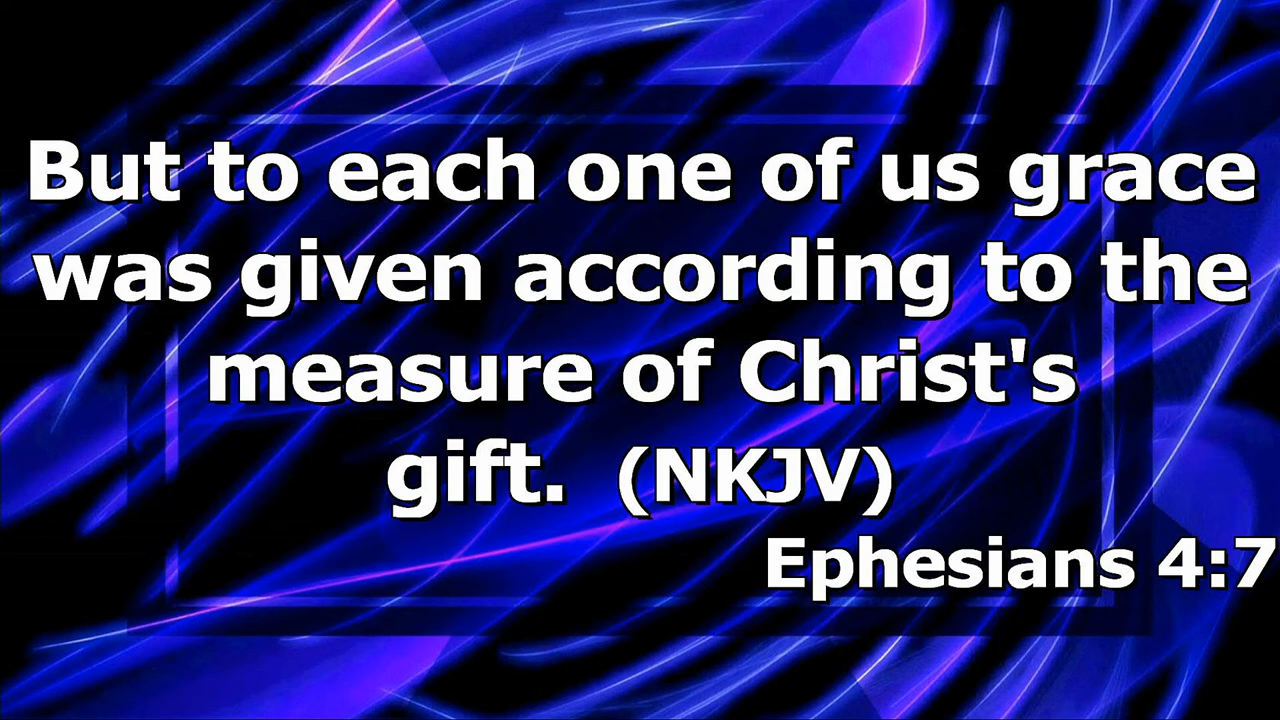 But to each one of us grace
was given according to the
measure of Christ's
gift.  (NKJV)
Ephesians 4:7